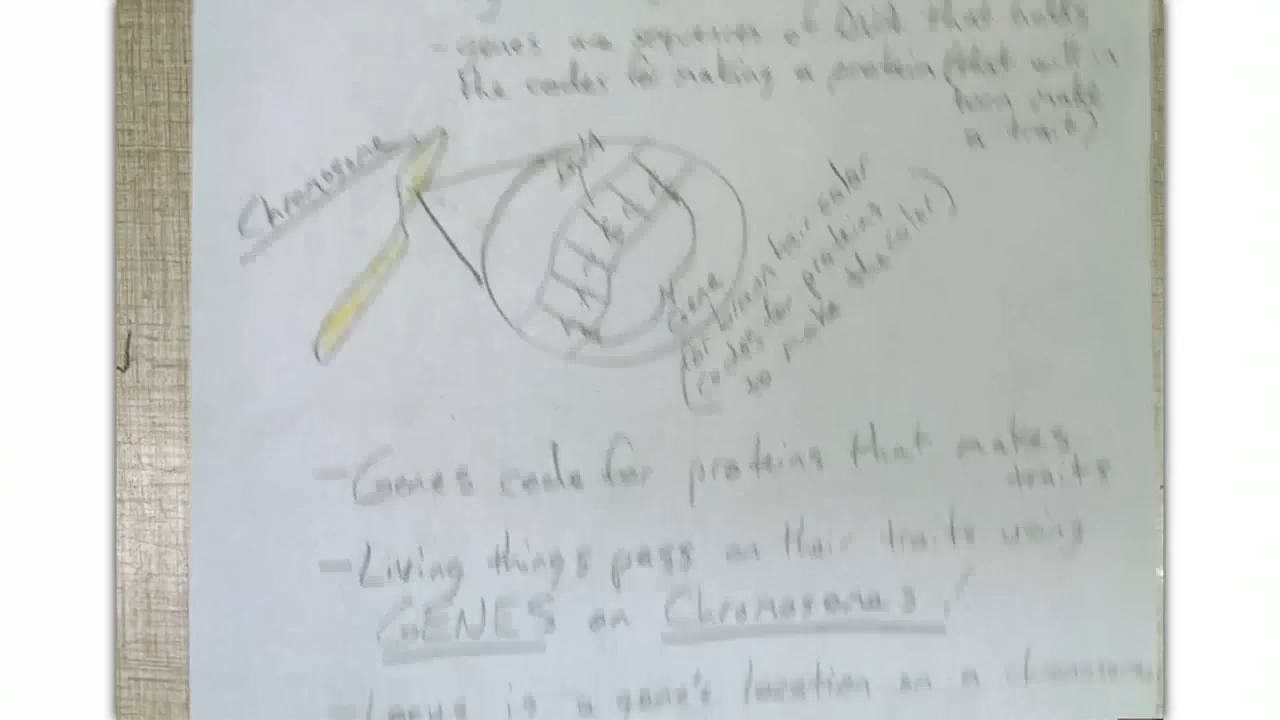 - genes are sequences of DNA that holds
the codes for making a protein (that will in
turn make
a trait)
Chromosome
DNA
Gene
for brown hair color
(codes for proteins
to make the color)
- Genes code for proteins that makes
traits
- Living things pass on their traits using
GENES on Chromosomes!
- Locus is a gene's location on a chromosome